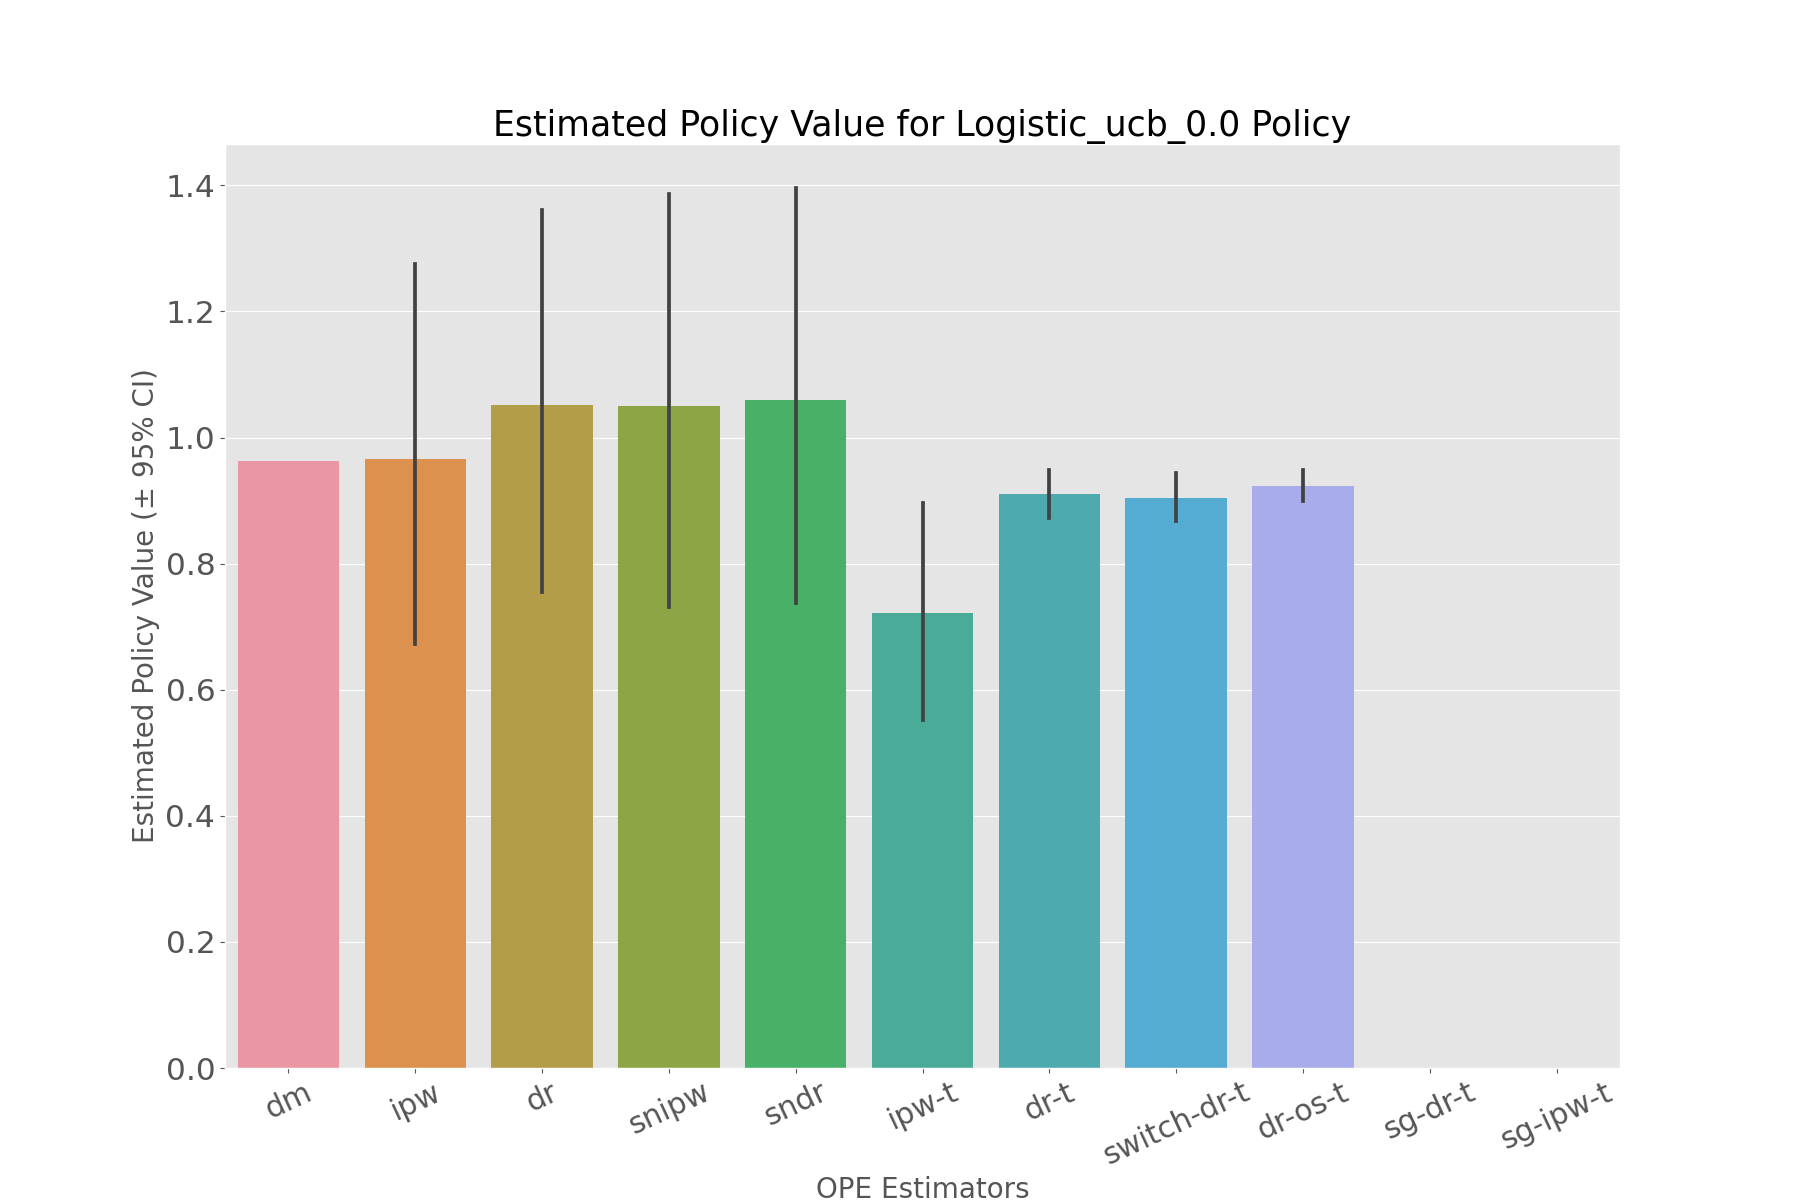 Estimated Policy Value for Logistic_ucb_0.0 Policy
Estimated Policy Value (± 95% CI)
1.4
1.2
1.0
0.8
0.6
0.4
0.2
0.0
dm
ipw
dr
snipw
sndr
ipw-t
dr-t
switch-dr-t
dr-os-t
sg-dr-t
sg-ipw-t
OPE Estimators